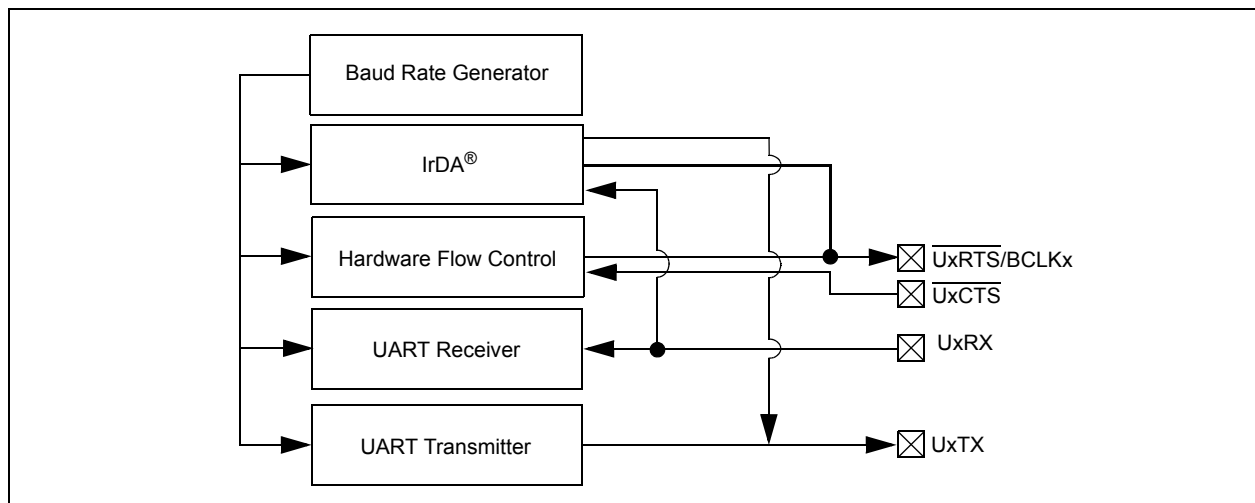 Baud Rate Generator
IrDA®
Hardware Flow Control
UxRTS/BCLKx
UxCTS
UART Receiver
UxRX
UART Transmitter
UxTX